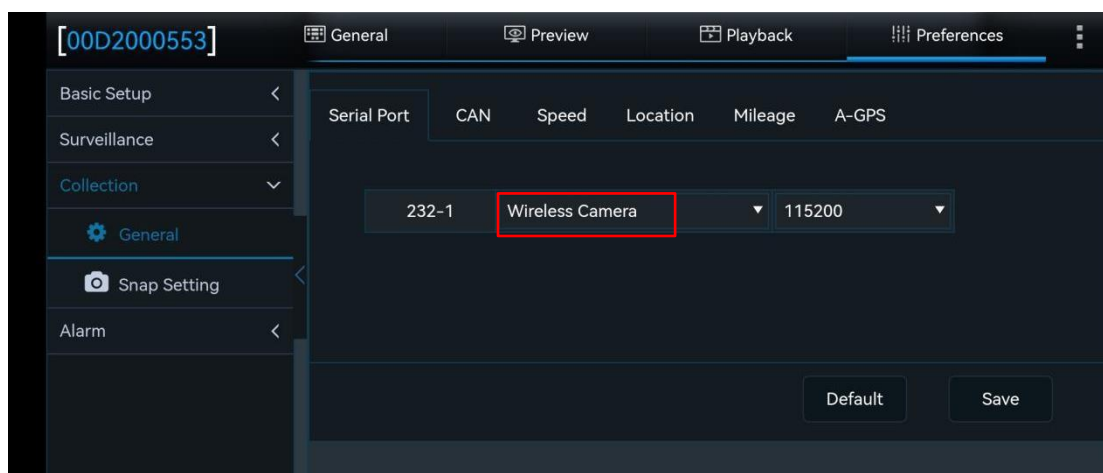 [00D2000553]
General
Preview
Playback
Preferences
Basic Setup
Surveillance
Collection
General
Snap Setting
Alarm
Serial Port
CAN
Speed
Location
Mileage
A-GPS
232-1
Wireless Camera
115200
Default
Save